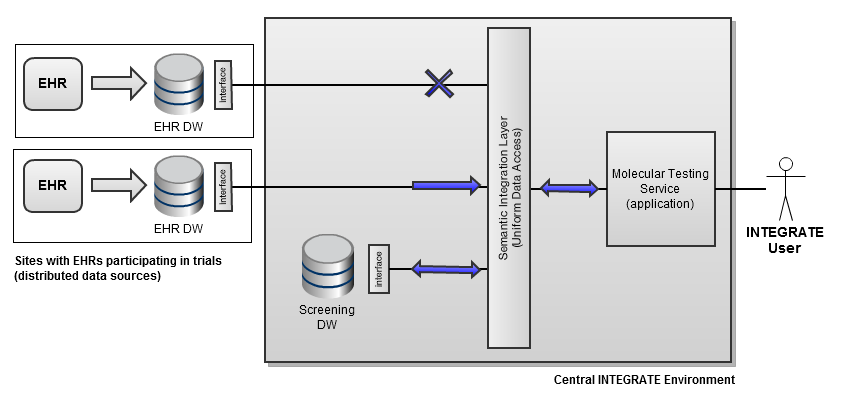 EHR
EHR DW
interface
EHR
EHR DW
interface
Sites with EHRs participating in trials
(distributed data sources)
Screening
DW
interface
Semantic Integration Layer
(Uniform Data Access)
Molecular Testing
Service
(application)
INTEGRATE
User
Central INTEGRATE Environment